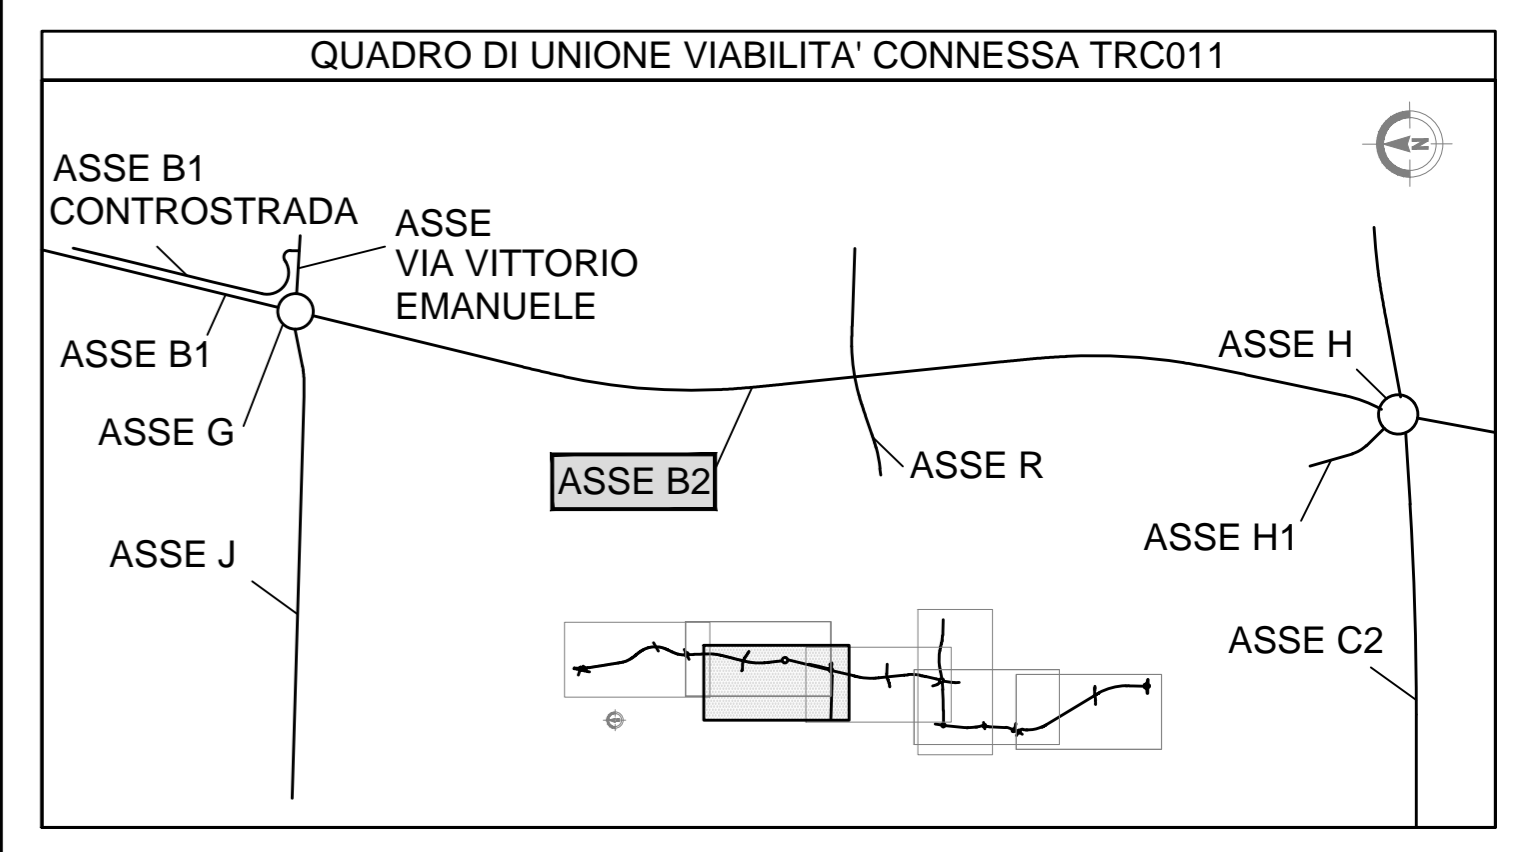 QUADRO DI UNIONE VIABILITA' CONNESSA TRC011
N
ASSE B1
CONTROSTRADA
ASSE
VIA VITTORIO
EMANUELE
ASSE B1
ASSE H
ASSE G
ASSE B2
ASSE R
ASSE H1
ASSE J
ASSE C2